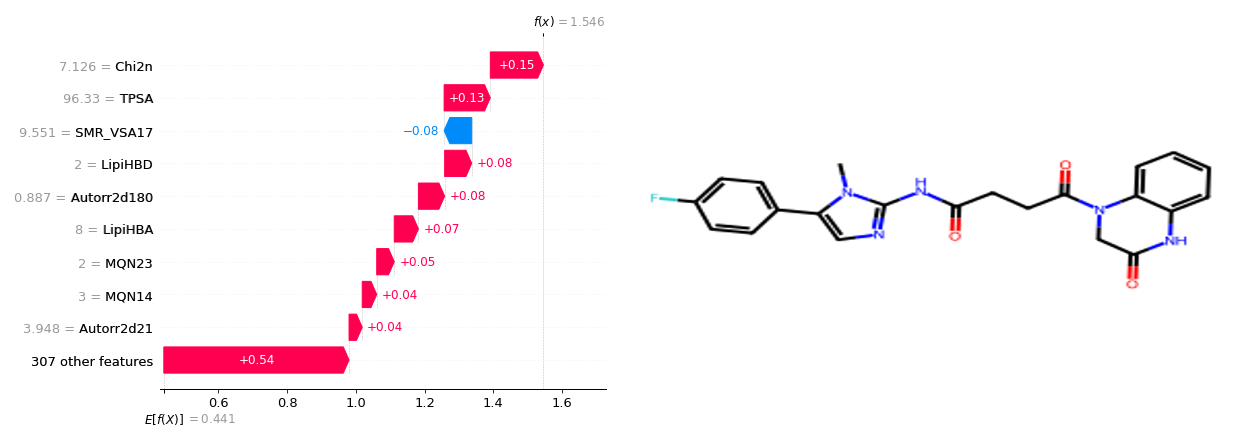 f(x) = 1.546
7.126 = Chi2n
+0.15
96.33 = TPSA
+0.13
9.551 = SMR_VSA17
−0.08
2 = LipiHBD
+0.08
0.887 = Autorr2d180
+0.08
8 = LipiHBA
+0.07
2 = MQN23
+0.05
3 = MQN14
+0.04
3.948 = Autorr2d21
+0.04
307 other features
+0.54
0.6 0.8 1.0 1.2 1.4 1.6
E[f(X)] = 0.441
F
N
N
H
N
O
O
N
NH
O